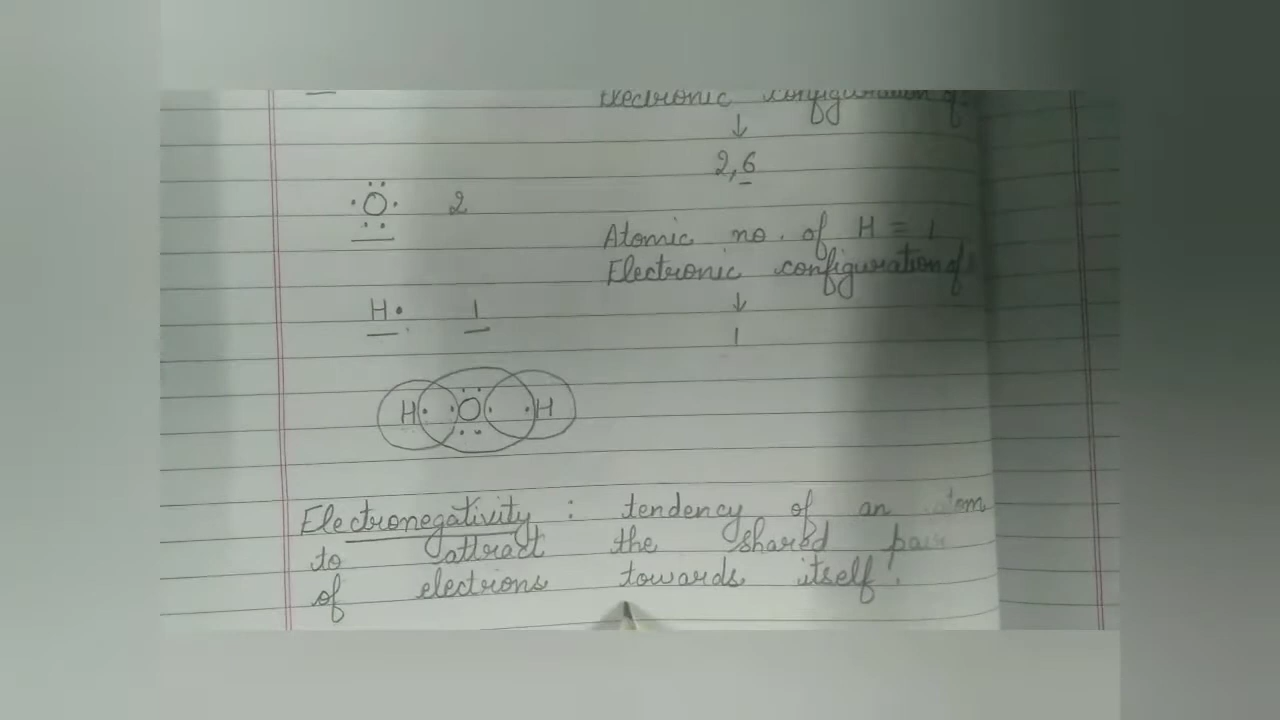 Electronic configuration of
↓
2,6
O 2
Atomic no. of H = 1
Electronic configuration of
H 1
↓
1
H O H
Electronegativity : tendency of an atom
to attract the shared pair
of electrons towards itself.